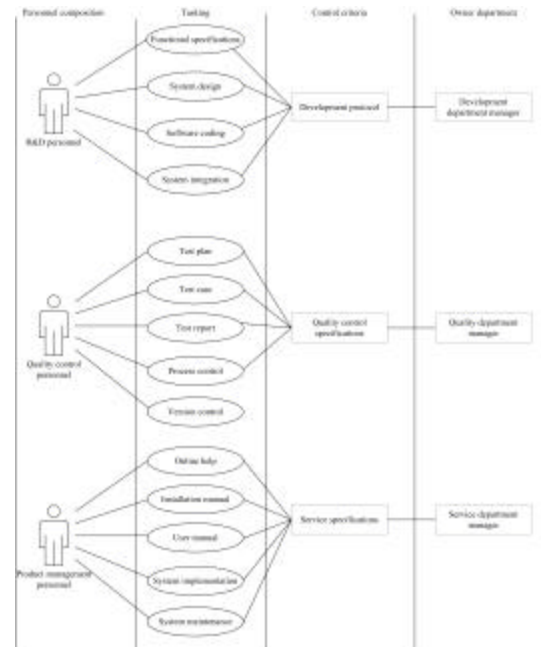 Personnel composition
Tasking
Control criteria
Owner department
Functional specifications
System design
Software coding
System integration
R&D personnel
Development protocol
Development
department manager
Test plan
Test case
Test report
Process control
Version control
Quality control
personnel
Quality control
specifications
Quality department
manager
Online help
Installation manual
User manual
System implementation
System maintenance
Product management
personnel
Service specifications
Service department
manager